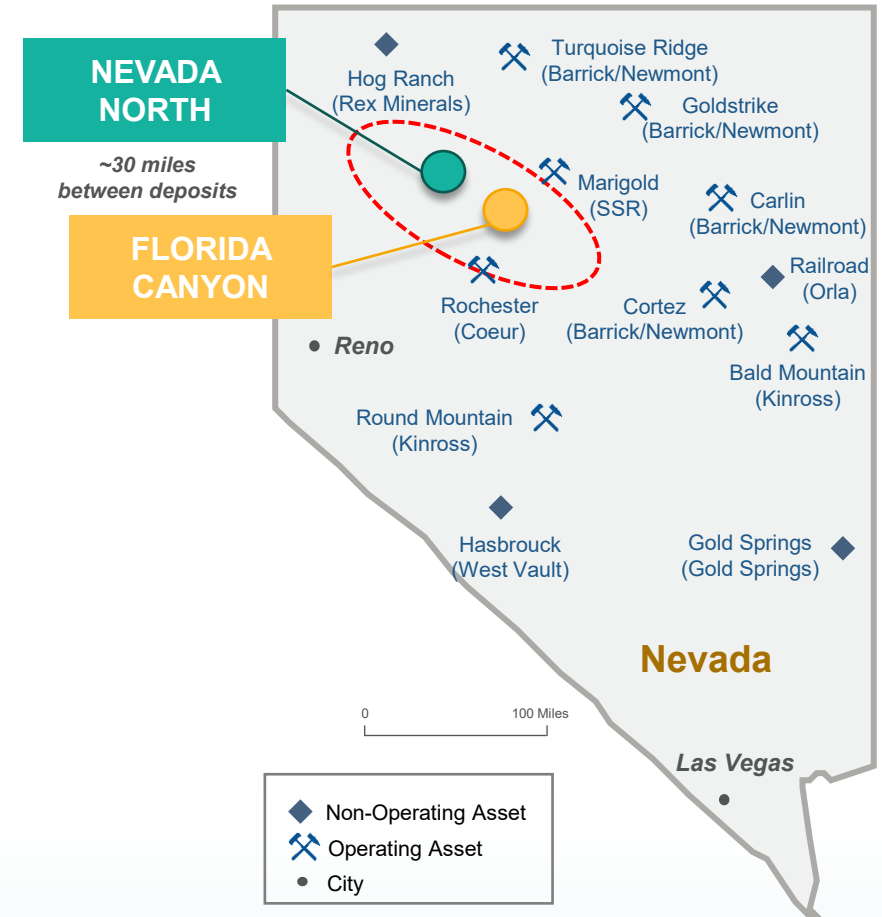 NEVADA
NORTH
~30 miles
between deposits
FLORIDA
CANYON
Hog Ranch
(Rex Minerals)
Turquoise Ridge
(Barrick/Newmont)
Goldstrike
(Barrick/Newmont)
Marigold
(SSR)
Carlin
(Barrick/Newmont)
Railroad
(Orla)
Rochester
(Coeur)
Cortez
(Barrick/Newmont)
Reno
Bald Mountain
(Kinross)
Round Mountain
(Kinross)
Hasbrouck
(West Vault)
Gold Springs
(Gold Springs)
Nevada
0
100 Miles
Las Vegas
Non-Operating Asset
Operating Asset
City